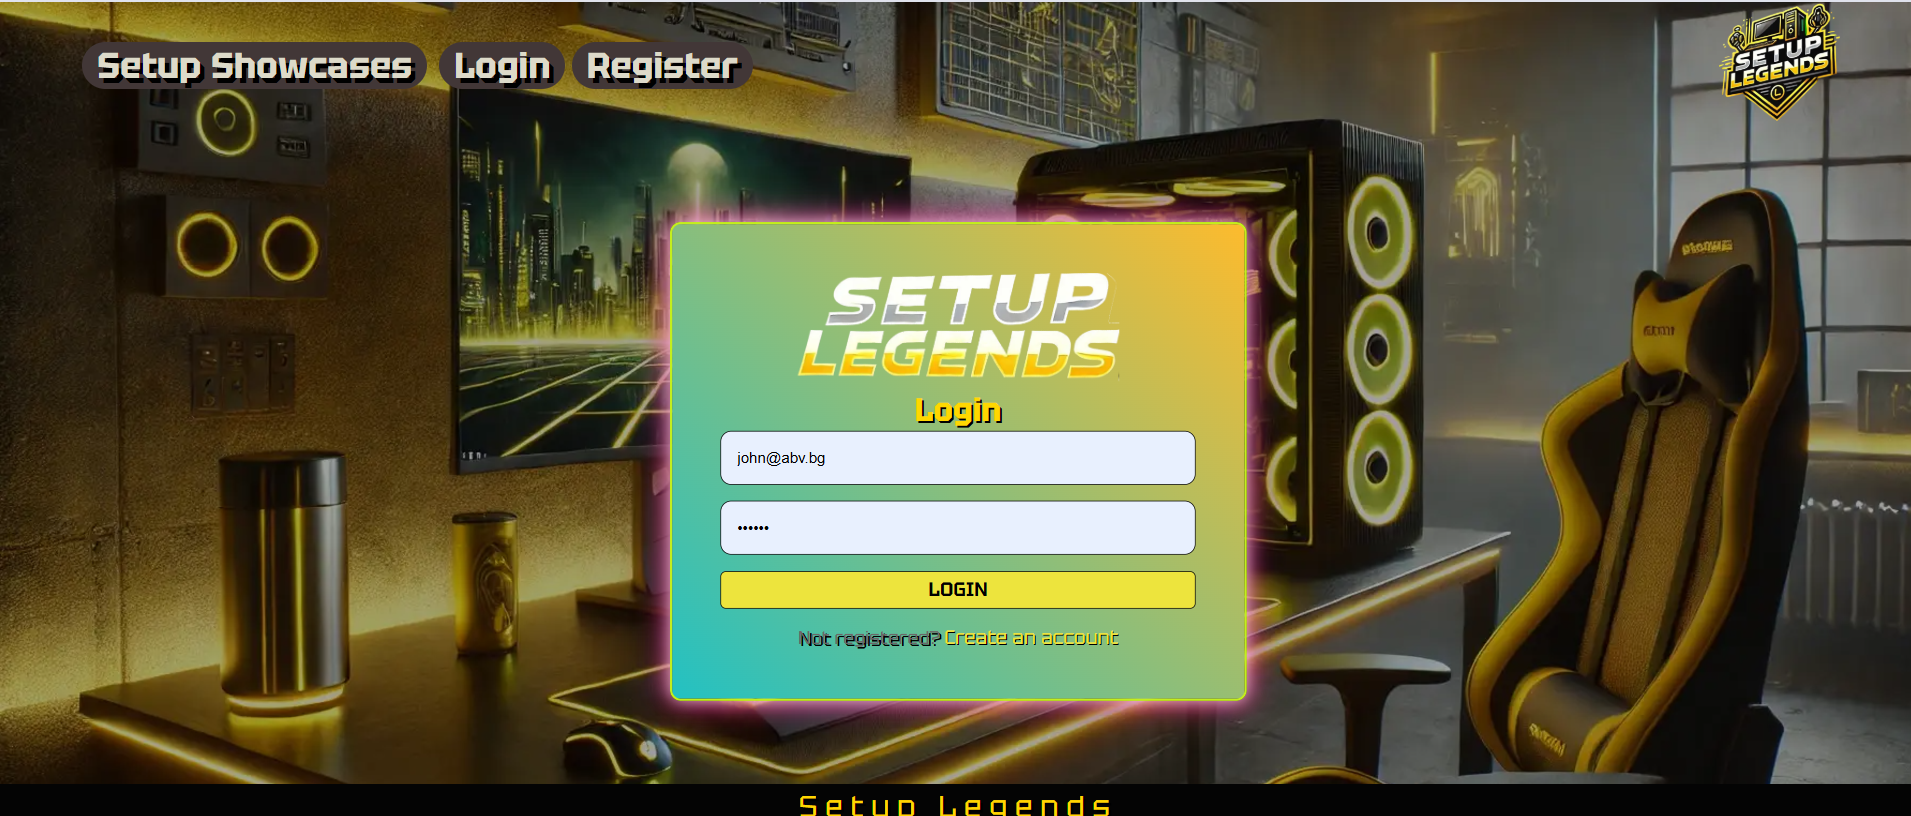 Setup Showcases Login Register
SETUP
LEGENDS
L
SETUP
LEGENDS
Login
john@abv.bg
••••••
LOGIN
Not registered? Create an account
Setup Legends